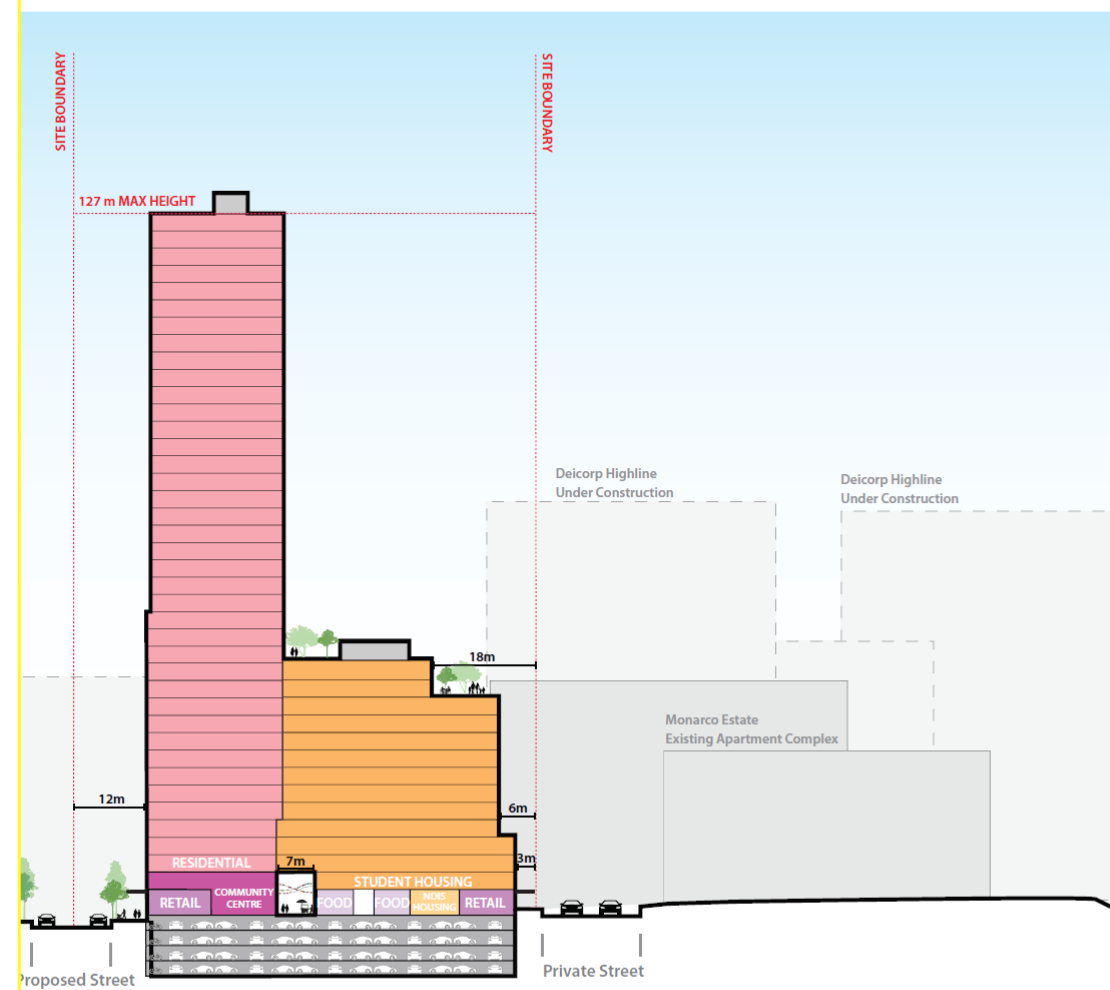 SITE BOUNDARY
SITE BOUNDARY
127 m MAX HEIGHT
Deicorp Highline
Under Construction
Deicorp Highline
Under Construction
18m
Monarco Estate
Existing Apartment Complex
12m
6m
RESIDENTIAL
7m
3m
STUDENT HOUSING
RETAIL
COMMUNITY
CENTRE
FOOD
FOOD
NDIS
HOUSING
RETAIL
Proposed Street
Private Street